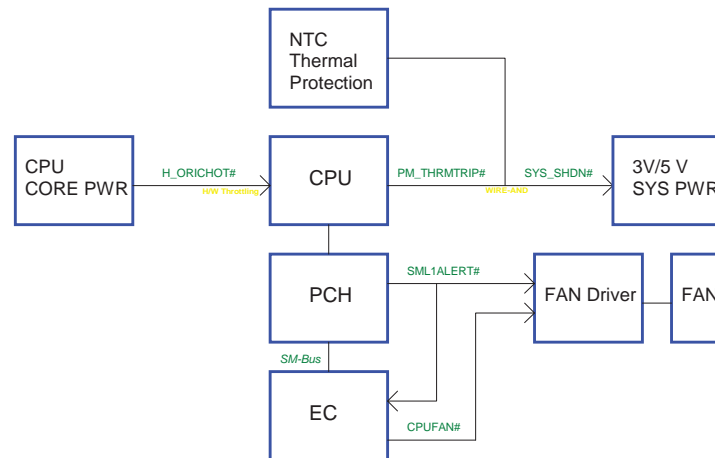 NTC
Thermal
Protection
CPU
CORE PWR
H_ORICHOT#
H/W Throttling
CPU
PM_THRMTRIP#
WIRE-AND
SYS_SHDN#
3V/5 V
SYS PWR
PCH
SML1ALERT#
FAN Driver
FAN
SM-Bus
EC
CPUFAN#